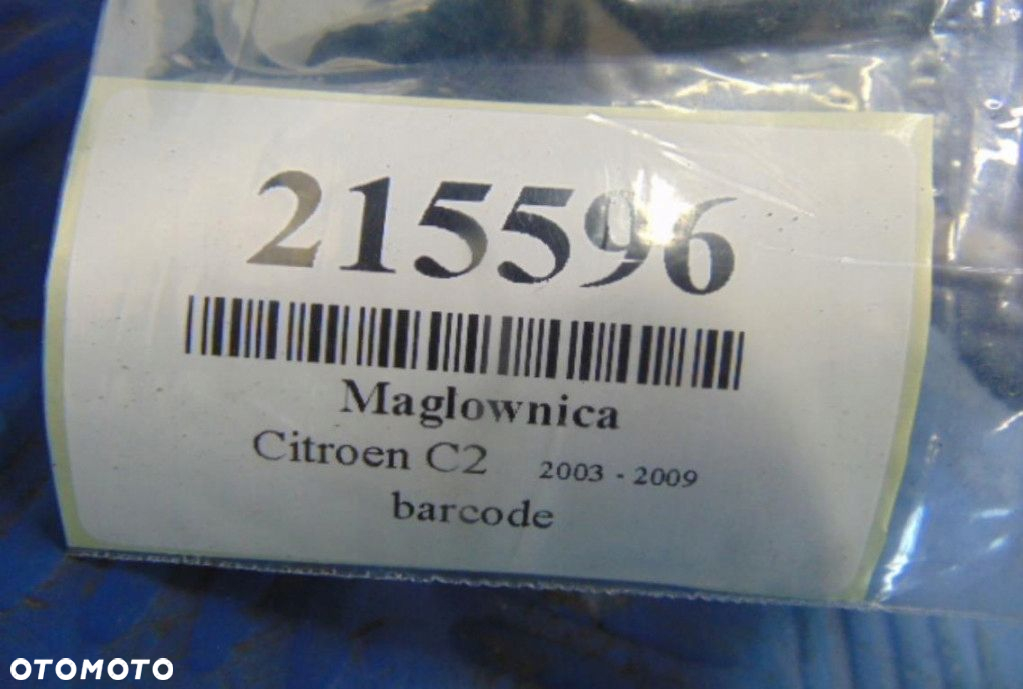 215596
Maglownica
Citroen C2 2003 - 2009
barcode
OTOMOTO